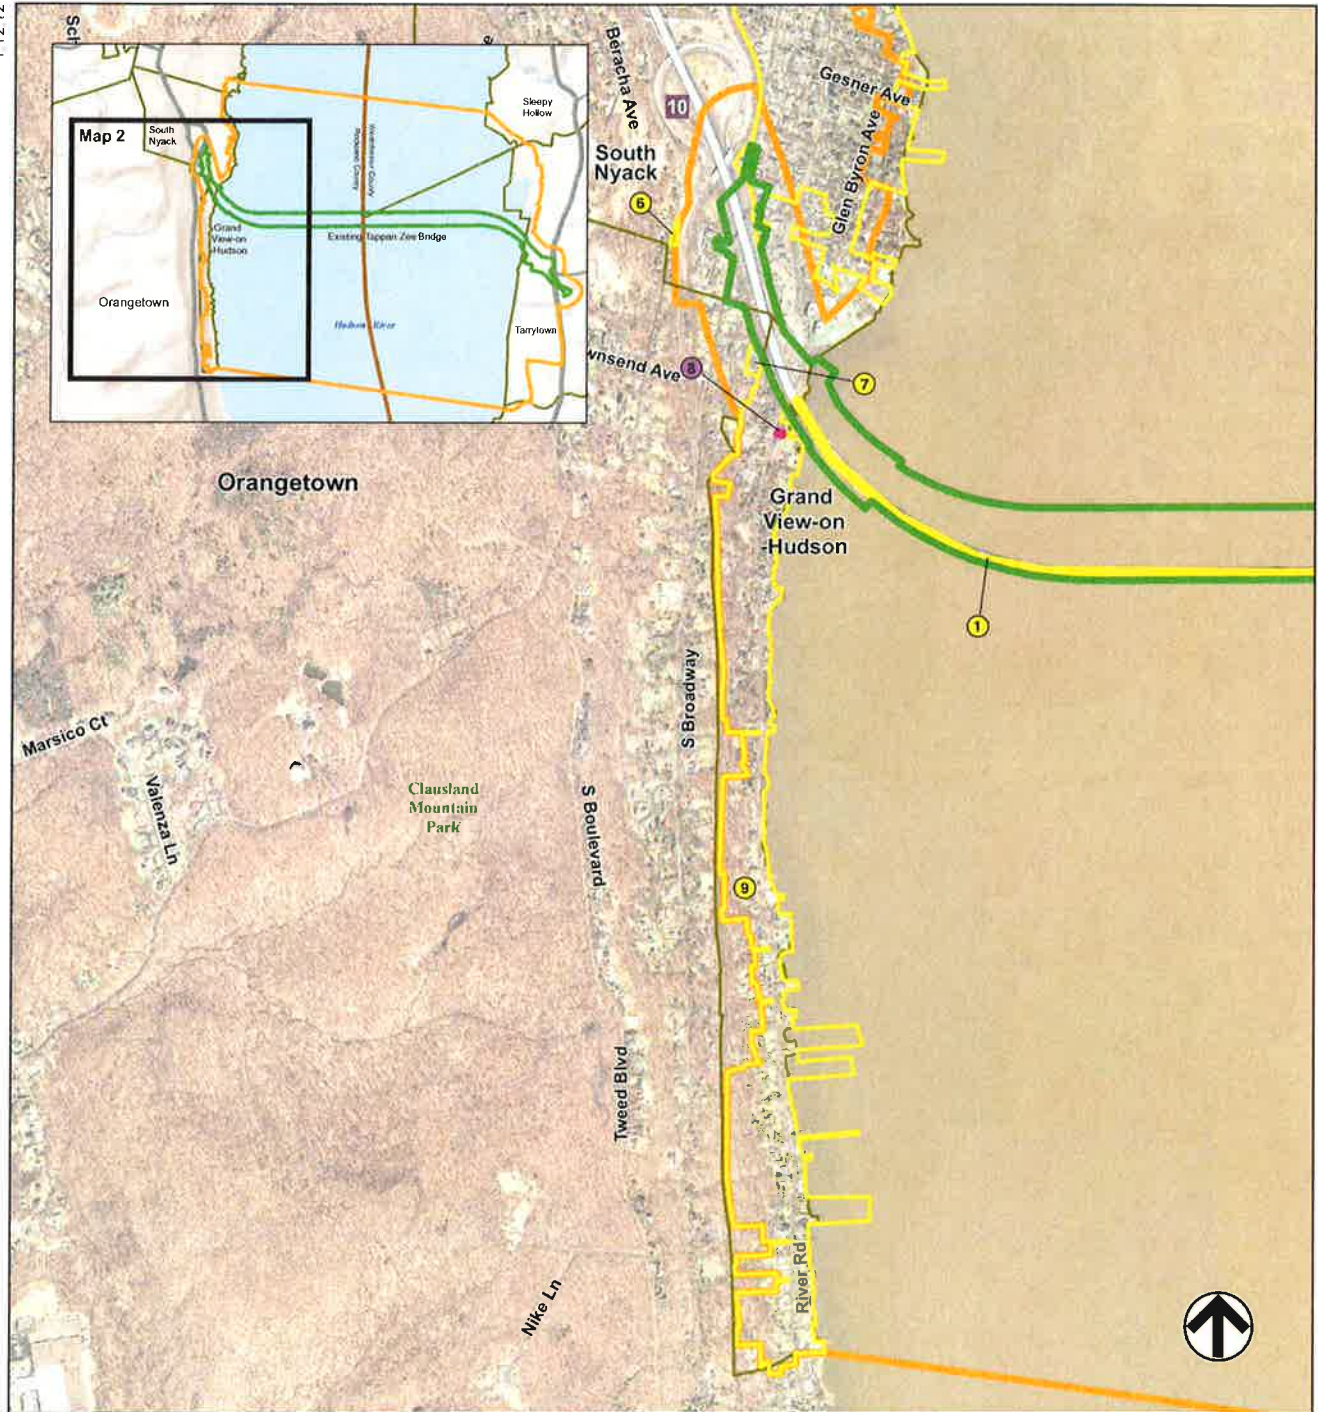 Sch
e
Map 2
South
Nyack
Sleepy
Hollow
Westchester County
Rockland County
Grand
View-on
-Hudson
Existing Tappan Zee Bridge
Orangetown
Hudson River
Tarrytown
Beracha Ave
10
South
Nyack
6
Gesner Ave
Glen Byron Ave
wnsend Ave
8
7
Orangetown
Grand
View-on
-Hudson
1
S Broadway
Marsico Ct
Valenza Ln
Clausland
Mountain
Park
S Boulevard
9
Tweed Blvd
River Rd
Nike Ln